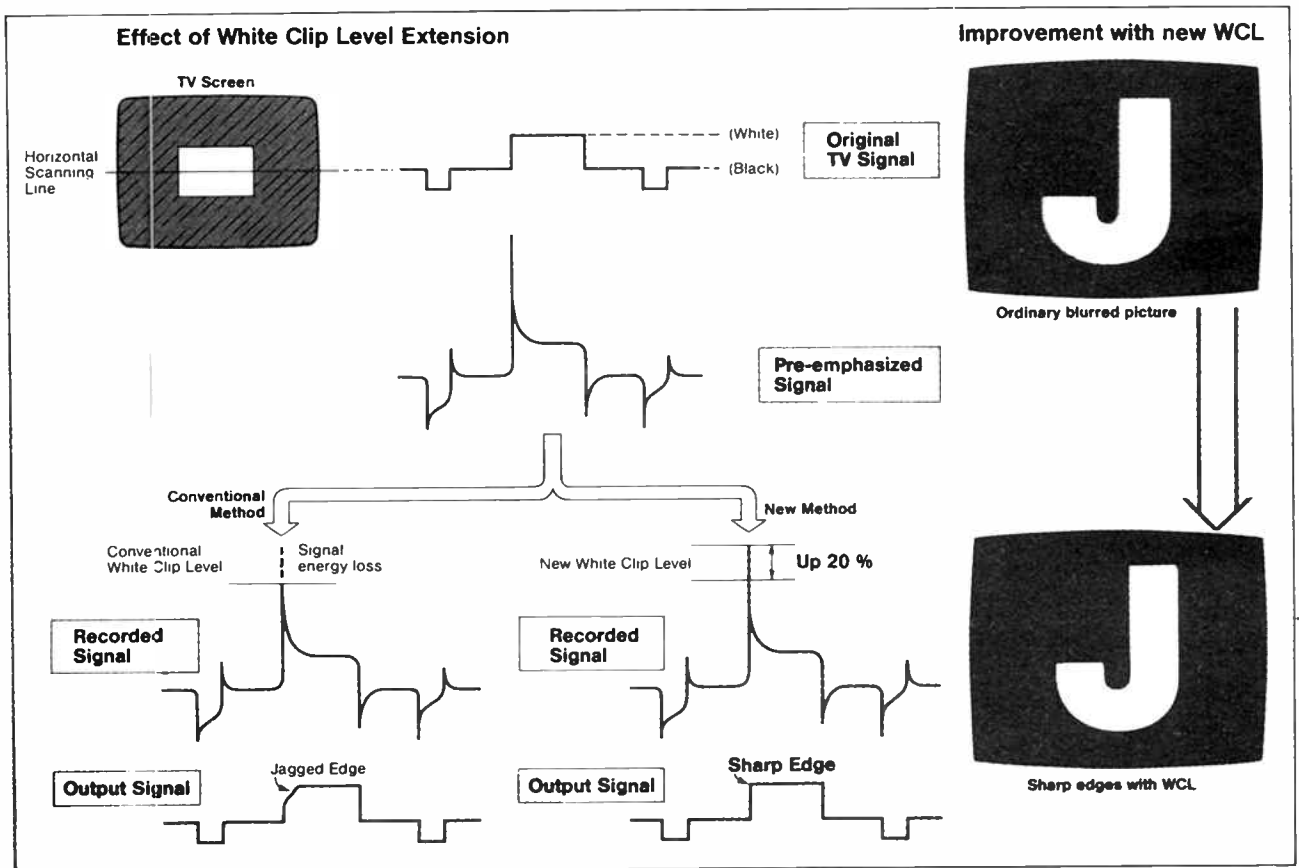 Effect of White Clip Level Extension
Improvement with new WCL
TV Screen
Horizontal
Scanning
Line
(White)
(Black)
Original
TV Signal
J
Ordinary blurred picture
Pre-emphasized
Signal
Conventional
Method
New Method
Conventional
White Clip Level
Signal
energy loss
New White Clip Level
Up 20 %
Recorded
Signal
Recorded
Signal
J
Output Signal
Jagged Edge
Output Signal
Sharp Edge
Sharp edges with WCL